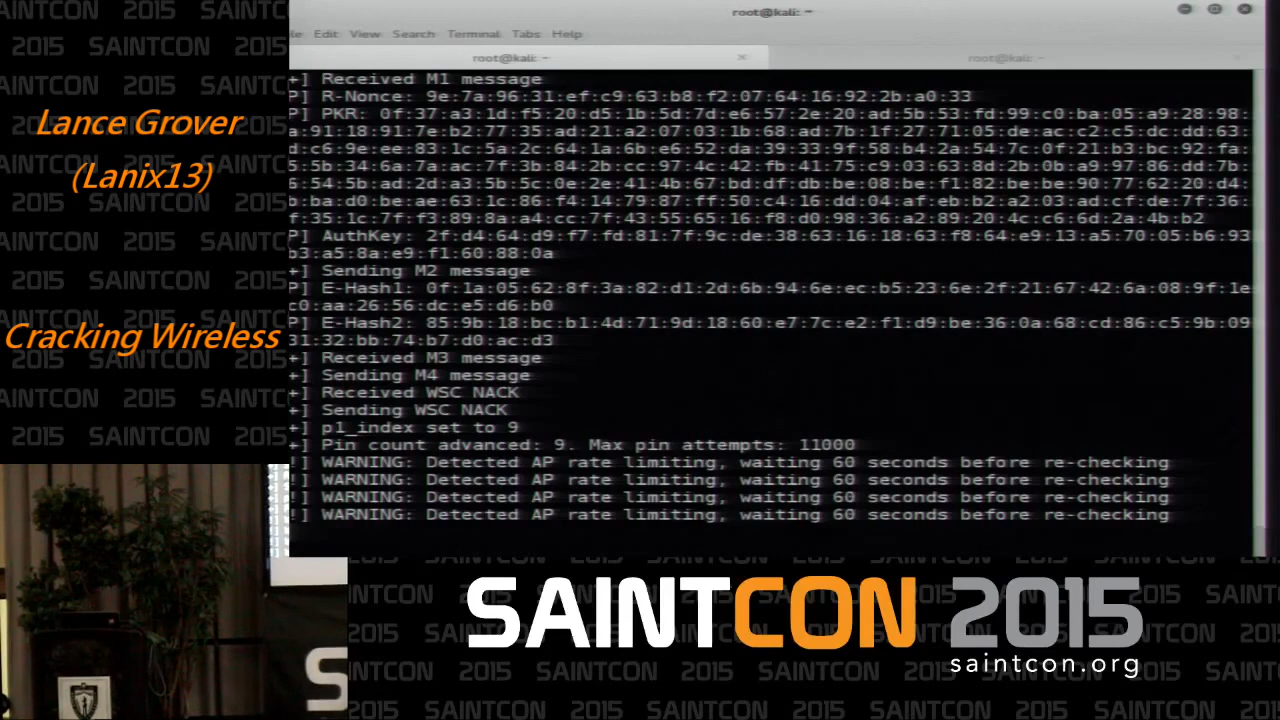 Lance Grover
(Lanix13)
Cracking Wireless
root@kali: ~
Edit View Search Terminal Tabs Help
root@kali: ~
root@kali: ~
+] Received M1 message
P] R-Nonce: 9e:7a:96:31:ef:c9:63:b8:f2:07:64:16:92:2b:a0:33
P] PKR: 0f:37:a3:1d:f5:20:d5:1b:5d:7d:e6:57:2e:20:ad:5b:53:fd:99:c0:ba:05:a9:28:98:
a:91:18:91:7e:b2:77:35:ad:21:a2:07:03:1b:68:ad:7b:1f:27:71:05:de:ac:c2:c5:dc:dd:63:
d:c6:9e:ee:83:1c:5a:2c:64:1a:6b:e6:52:da:39:33:9f:58:b4:2a:54:7c:0f:21:b3:bc:92:fa:
5:5b:34:6a:7a:ac:7f:3b:84:2b:cc:97:4c:42:fb:41:75:c9:03:63:8d:2b:0b:a9:97:86:dd:7b:
6:54:5b:ad:2d:a3:5b:5c:0e:2e:41:4b:67:bd:df:db:be:08:be:f1:82:be:be:90:77:62:20:d4:
b:ba:d0:be:ae:63:1c:86:f4:14:79:87:ff:50:c4:16:dd:04:af:eb:b2:a2:03:ad:cf:de:7f:36:
f:35:1c:7f:f3:89:8a:a4:cc:7f:43:55:65:16:f8:d0:98:36:a2:89:20:4c:c6:6d:2a:4b:b2
P] AuthKey: 2f:d4:64:d9:f7:fd:81:7f:9c:de:38:63:16:18:63:f8:64:e9:13:a5:70:05:b6:93
b3:a5:8a:e9:f1:60:88:0a
+] Sending M2 message
P] E-Hash1: 0f:1a:05:62:8f:3a:82:d1:2d:6b:94:6e:ec:b5:23:6e:2f:21:67:42:6a:08:9f:1e
c0:aa:26:56:dc:e5:d6:b0
P] E-Hash2: 85:9b:18:bc:b1:4d:71:9d:18:60:e7:7c:e2:f1:d9:be:36:0a:68:cd:86:c5:9b:09
31:32:bb:74:b7:d0:ac:d3
+] Received M3 message
+] Sending M4 message
+] Received WSC NACK
+] Sending WSC NACK
+] p1_index set to 9
+] Pin count advanced: 9. Max pin attempts: 11000
!] WARNING: Detected AP rate limiting, waiting 60 seconds before re-checking
!] WARNING: Detected AP rate limiting, waiting 60 seconds before re-checking
!] WARNING: Detected AP rate limiting, waiting 60 seconds before re-checking
!] WARNING: Detected AP rate limiting, waiting 60 seconds before re-checking
SAINTCON 2015
saintcon.org